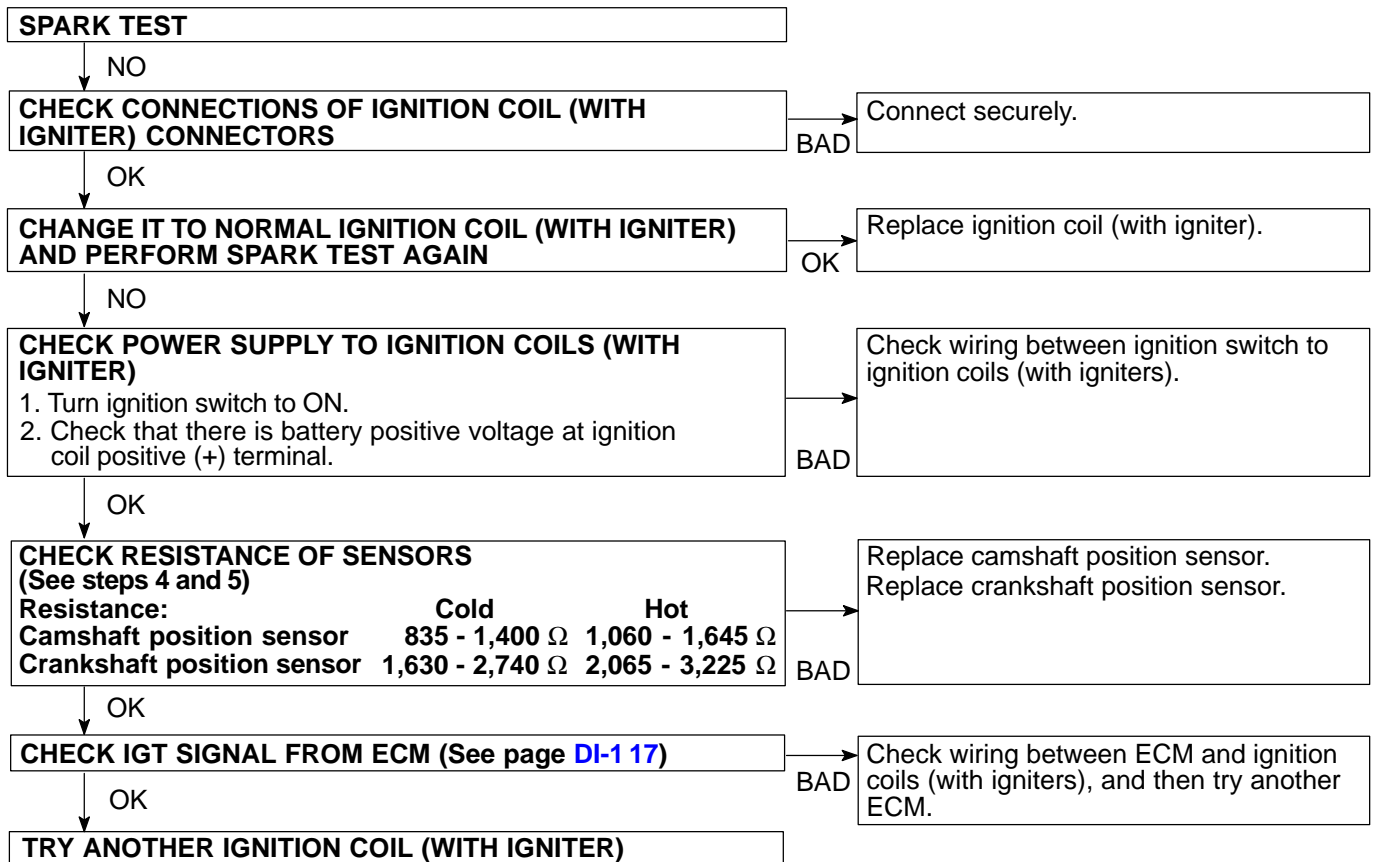 SPARK TEST
NO
CHECK CONNECTIONS OF IGNITION COIL (WITH
IGNITER) CONNECTORS
BAD
Connect securely.
OK
CHANGE IT TO NORMAL IGNITION COIL (WITH IGNITER)
AND PERFORM SPARK TEST AGAIN
OK
Replace ignition coil (with igniter).
NO
CHECK POWER SUPPLY TO IGNITION COILS (WITH
IGNITER)
1. Turn ignition switch to ON.
2. Check that there is battery positive voltage at ignition
coil positive (+) terminal.
BAD
Check wiring between ignition switch to
ignition coils (with igniters).
OK
CHECK RESISTANCE OF SENSORS
(See steps 4 and 5)
Resistance: Cold Hot
Camshaft position sensor 835 - 1,400 Ω 1,060 - 1,645 Ω
Crankshaft position sensor 1,630 - 2,740 Ω 2,065 - 3,225 Ω
BAD
Replace camshaft position sensor.
Replace crankshaft position sensor.
OK
CHECK IGT SIGNAL FROM ECM (See page DI-1 17)
BAD
Check wiring between ECM and ignition
coils (with igniters), and then try another
ECM.
OK
TRY ANOTHER IGNITION COIL (WITH IGNITER)